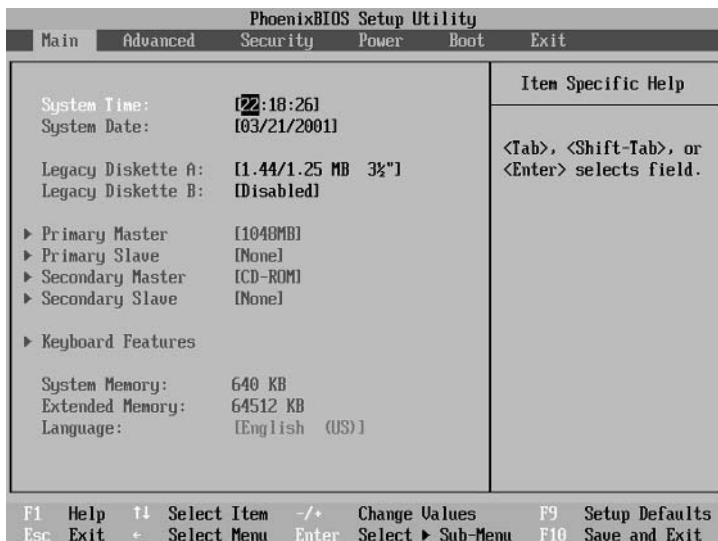 PhoenixBIOS Setup Utility
Main Advanced Security Power Boot Exit
Item Specific Help
System Time: [22:18:26]
System Date: [03/21/2001]
<Tab>, <Shift-Tab>, or
<Enter> selects field.
Legacy Diskette A: [1.44/1.25 MB 3½"]
Legacy Diskette B: [Disabled]
▶ Primary Master [1048MB]
▶ Primary Slave [None]
▶ Secondary Master [CD-ROM]
▶ Secondary Slave [None]
▶ Keyboard Features
System Memory: 640 KB
Extended Memory: 64512 KB
Language: [English (US)]
F1 Help ↑↓ Select Item -/+ Change Values F9 Setup Defaults
Esc Exit ← Select Menu Enter Select ▶ Sub-Menu F10 Save and Exit